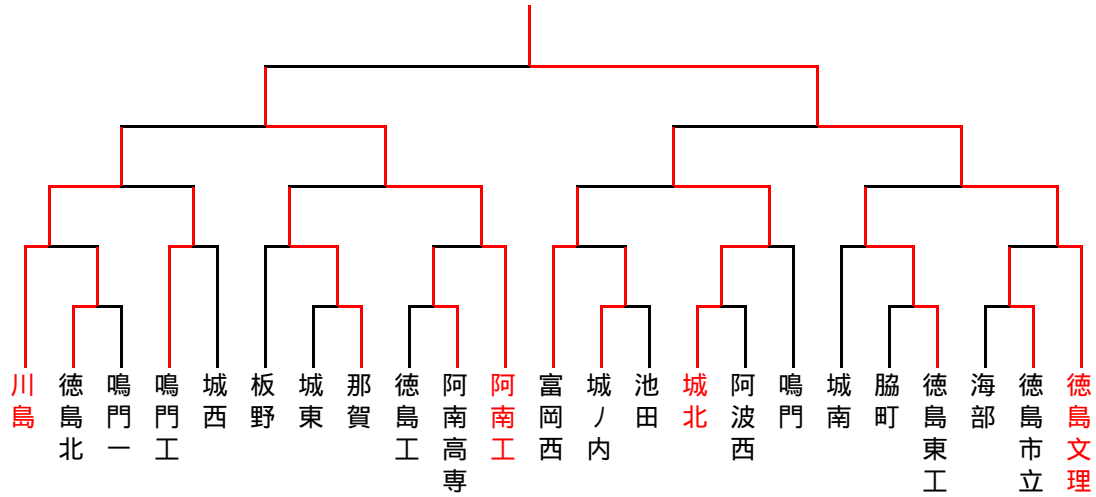 川島
徳島北
鳴門一
鳴門工
城西
板野
城東
那賀
徳島工
阿南高専
阿南工
富岡西
城ノ内
池田
城北
阿波西
鳴門
城南
脇町
徳島東工
海部
徳島市立
徳島文理